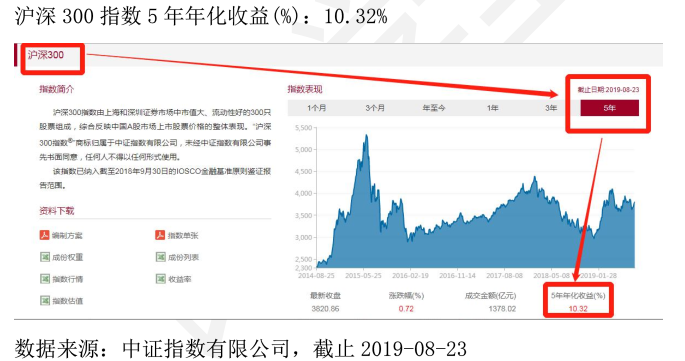 沪深 300 指数 5 年年化收益(%): 10.32%
沪深300
指数简介
沪深300指数由上海和深圳证券市场中市值大、流动性好的300只
股票组成，综合反映中国A股市场上市股票价格的整体表现。"沪深
300指数®"商标归属于中证指数有限公司，未经中证指数有限公司事
先书面同意，任何人不得以任何形式使用。
该指数已纳入截至2018年9月30日的IOSCO金融基准原则鉴证报
告范围。
资料下载
编制方案
指数单张
成份权重
成份列表
指数行情
收益率
指数估值
指数表现
截止日期:2019-08-23
1个月 3个月 年至今 1年 3年 5年
5,500
5,000
4,500
4,000
3,500
3,000
2,500
2,300
2014-08-25 2015-05-25 2016-02-19 2016-11-14 2017-08-08 2018-05-08 2019-01-28
最新收盘 涨跌幅(%) 成交金额(亿元) 5年年化收益(%)
3820.86 0.72 1378.02 10.32
数据来源：中证指数有限公司，截止 2019-08-23